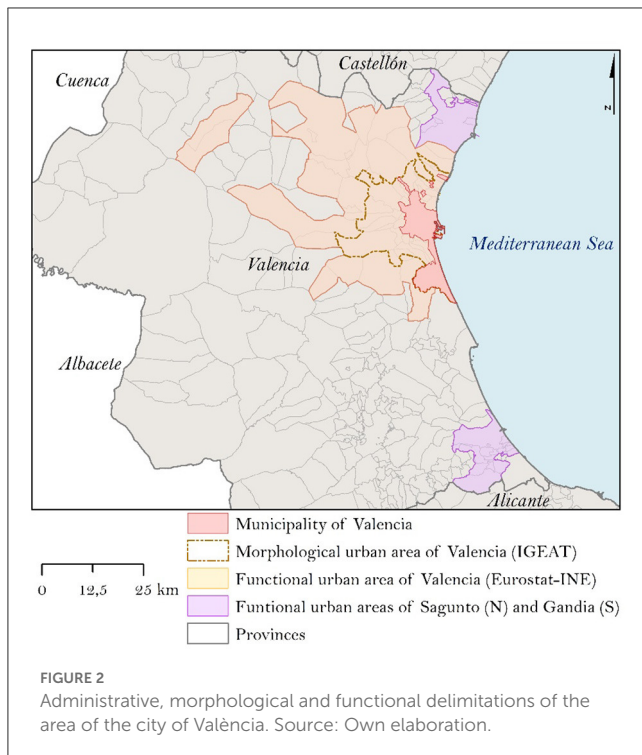 Castellón
Cuenca
N
Mediterranean Sea
Valencia
Albacete
Alicante
Municipality of Valencia
Morphological urban area of Valencia (IGEAT)
Functional urban area of Valencia (Eurostat-INE)
Funtional urban areas of Sagunto (N) and Gandia (S)
Provinces
0 12,5 25 km
FIGURE 2
Administrative, morphological and functional delimitations of the
area of the city of València. Source: Own elaboration.